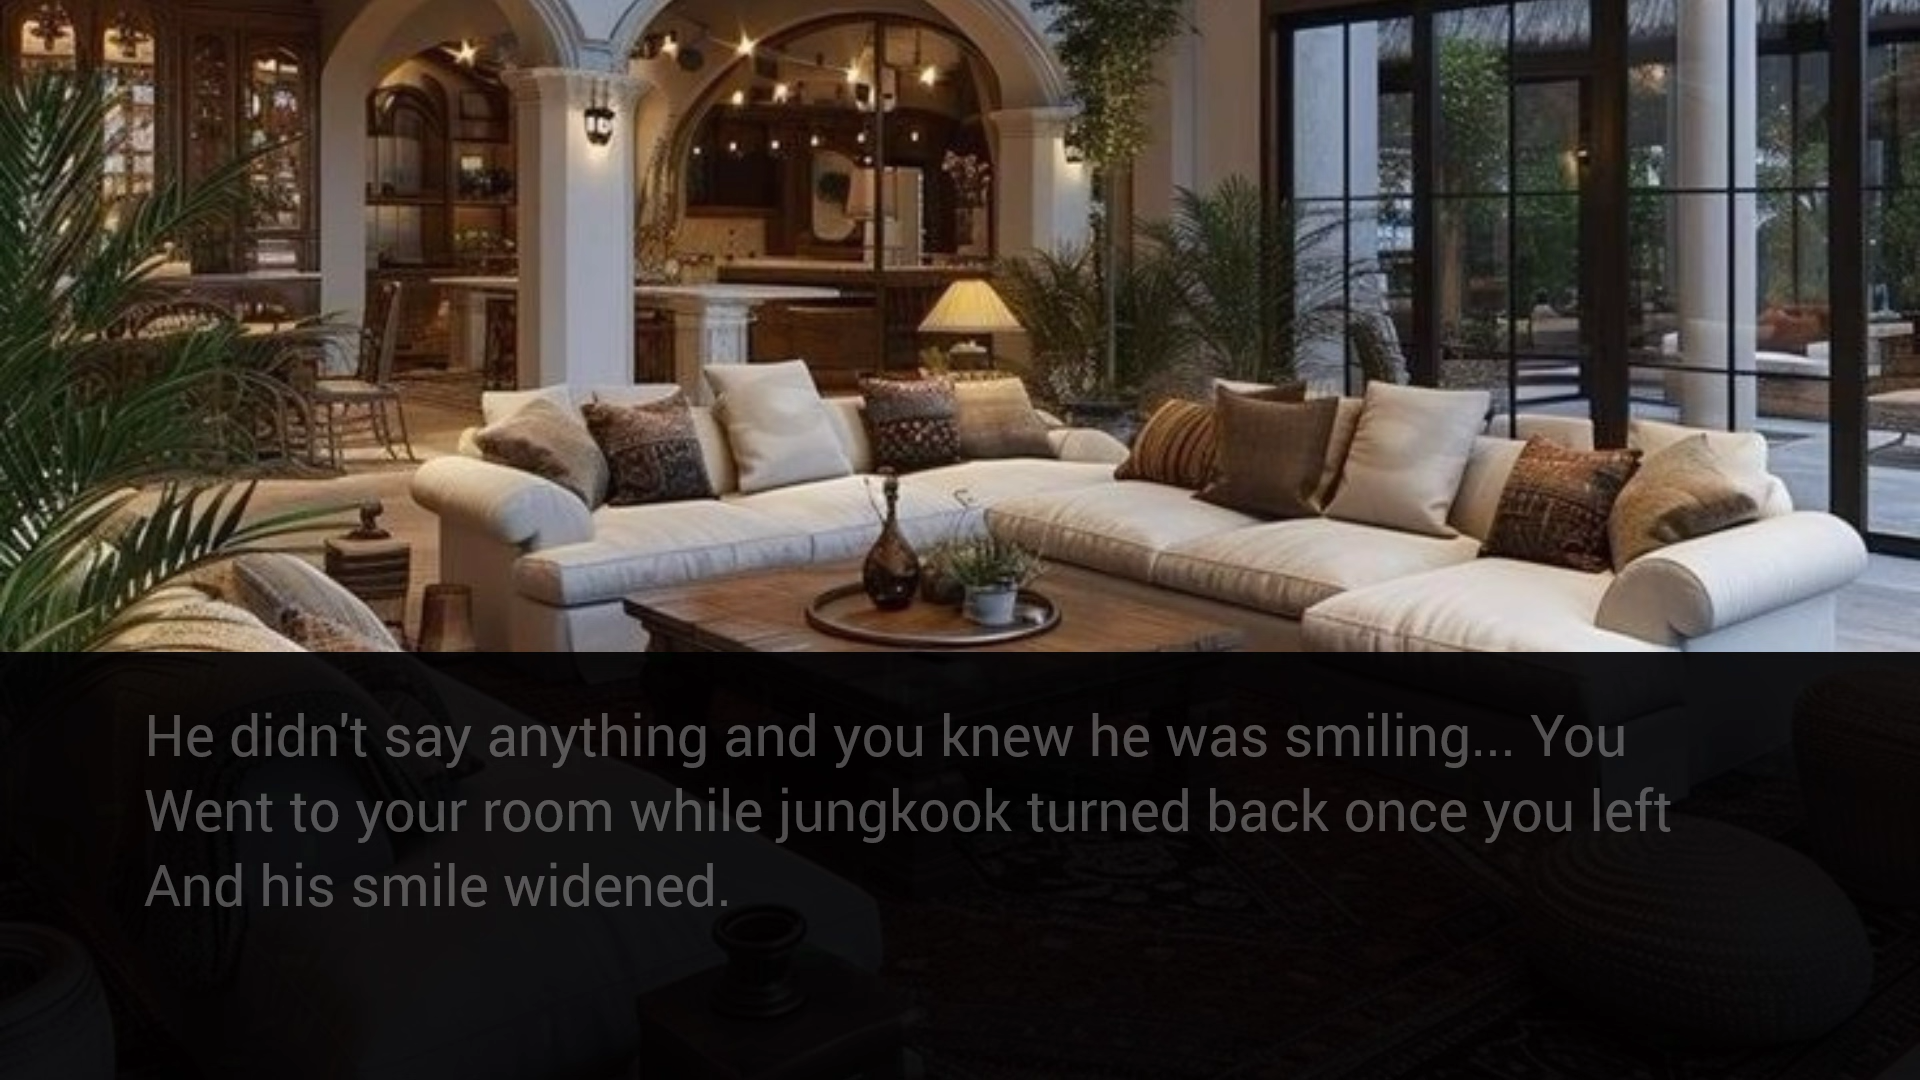 He didn't say anything and you knew he was smiling... You
Went to your room while jungkook turned back once you left
And his smile widened.